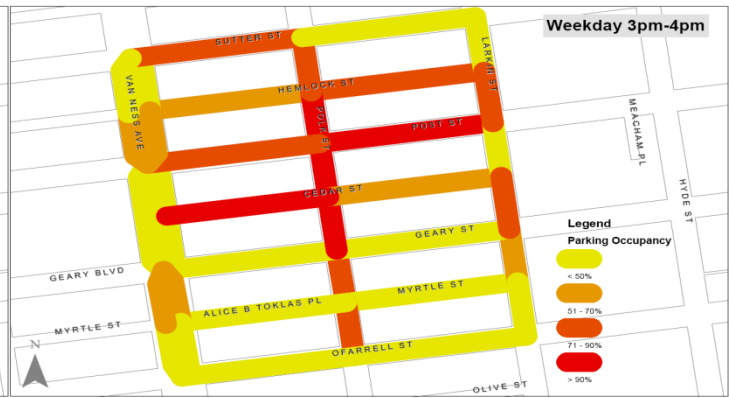 Weekday 3pm-4pm
SUTTER ST
LARKIN ST
VAN NESS AVE
HEMLOCK ST
POLK ST
POST ST
MEACHAM PL
HYDE ST
CEDAR ST
GEARY ST
GEARY BLVD
MYRTLE ST
ALICE B TOKLAS PL
MYRTLE ST
OFARRELL ST
OLIVE ST
N
Legend
Parking Occupancy
< 50%
51 - 70%
71 - 90%
> 90%